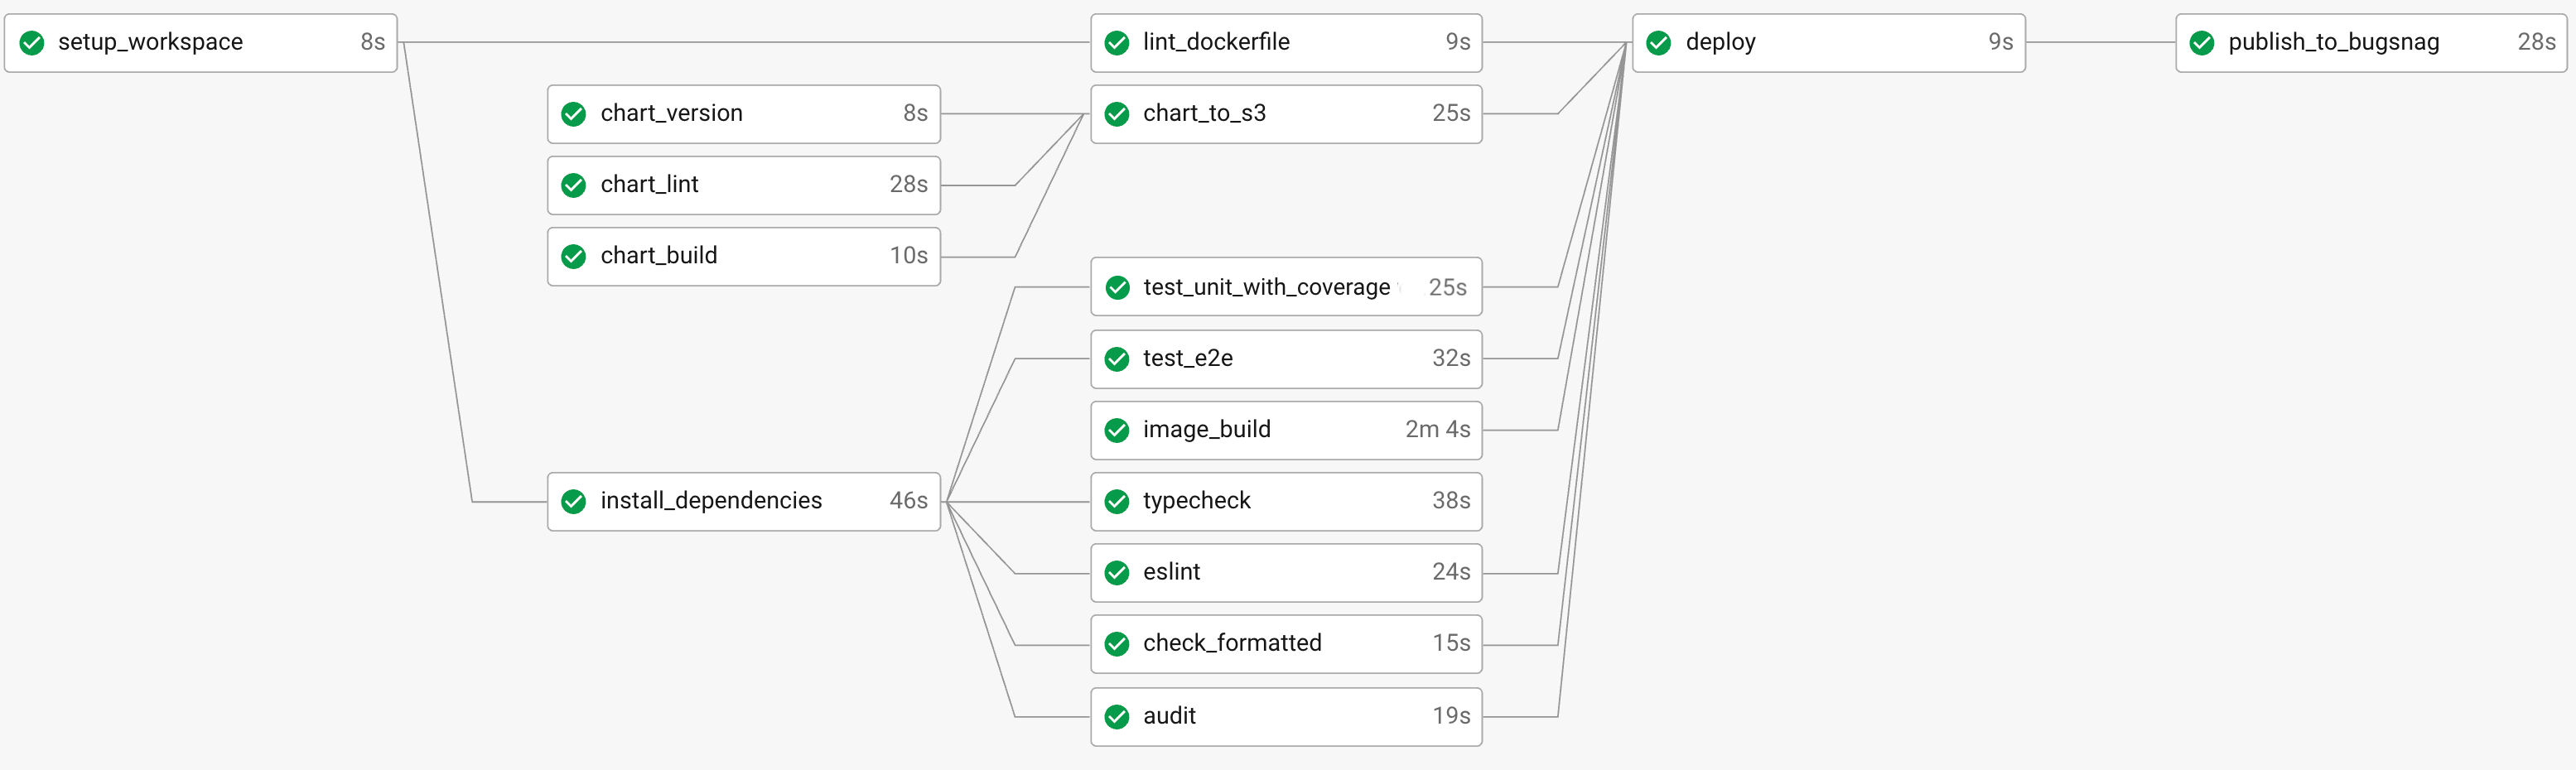 setup_workspace 8s
lint_dockerfile 9s
deploy 9s
publish_to_bugsnag 28s
chart_version 8s
chart_to_s3 25s
chart_lint 28s
chart_build 10s
test_unit_with_coverage 25s
test_e2e 32s
image_build 2m 4s
install_dependencies 46s
typecheck 38s
eslint 24s
check_formatted 15s
audit 19s